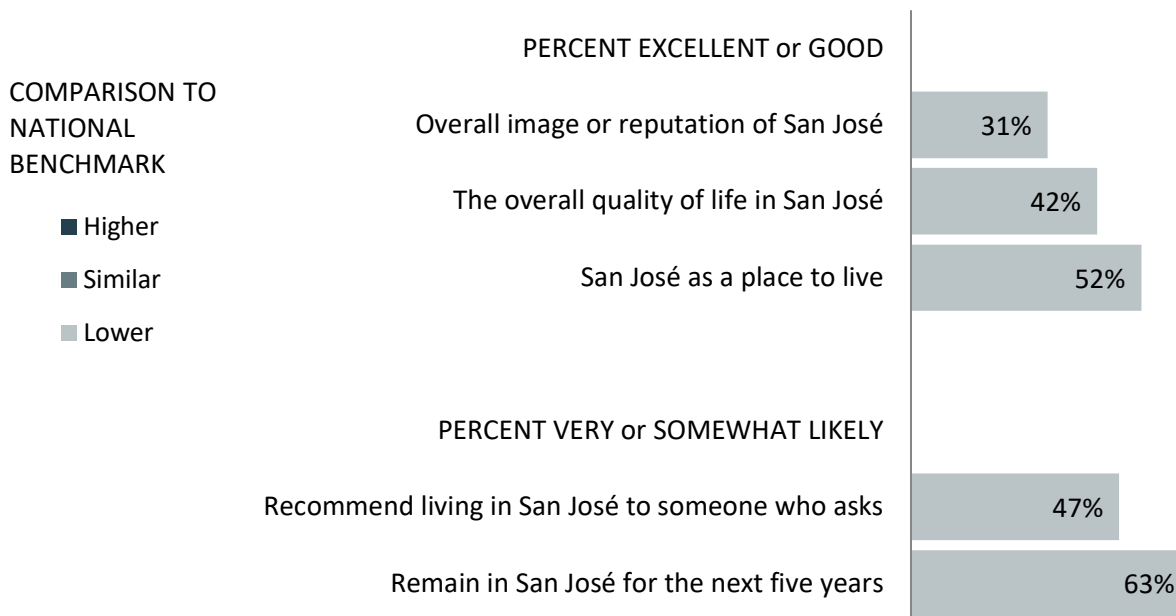 COMPARISON TO
NATIONAL
BENCHMARK
Higher
Similar
Lower
PERCENT EXCELLENT or GOOD
Overall image or reputation of San José 31%
The overall quality of life in San José 42%
San José as a place to live 52%
PERCENT VERY or SOMEWHAT LIKELY
Recommend living in San José to someone who asks 47%
Remain in San José for the next five years 63%